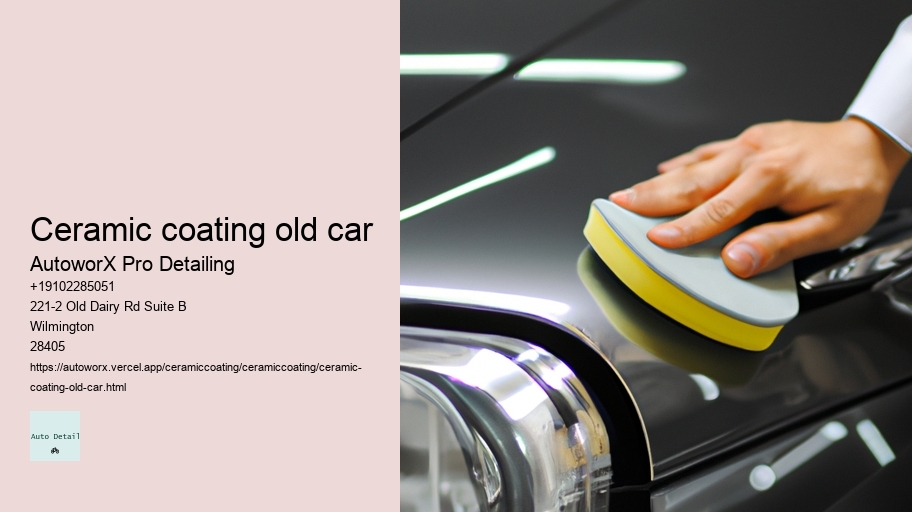 Ceramic coating old car
AutoworX Pro Detailing
+19102285051
221-2 Old Dairy Rd Suite B
Wilmington
28405
https://autoworx.vercel.app/ceramiccoating/ceramiccoating/ceramic-
coating-old-car.html
Auto Detail